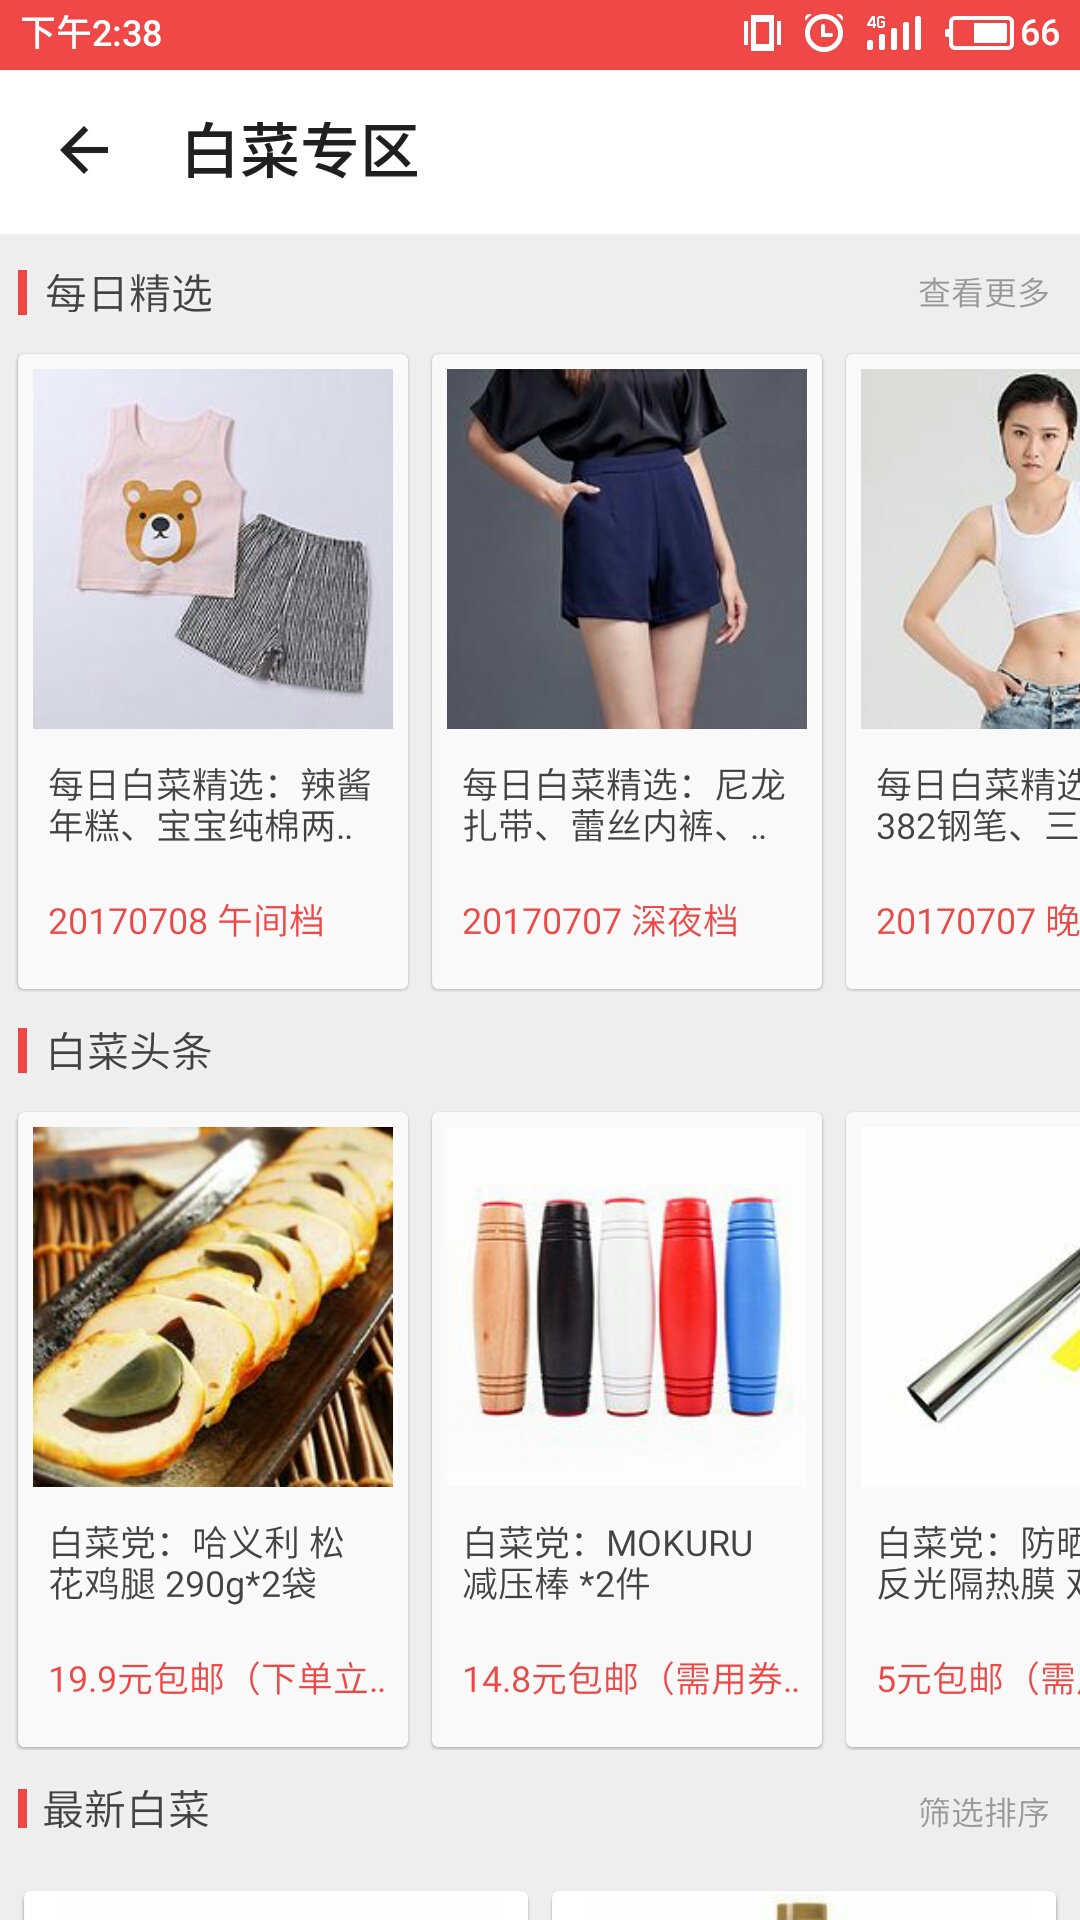 下午2:38
4G
66
白菜专区
每日精选
查看更多
每日白菜精选：辣酱
年糕、宝宝纯棉两..
20170708 午间档
每日白菜精选：尼龙
扎带、蕾丝内裤、..
20170707 深夜档
每日白菜精选
382钢笔、三
20170707 晚
白菜头条
白菜党：哈义利 松
花鸡腿 290g*2袋
19.9元包邮（下单立..
白菜党：MOKURU
减压棒 *2件
14.8元包邮（需用券..
白菜党：防晒
反光隔热膜
5元包邮（需
最新白菜
筛选排序